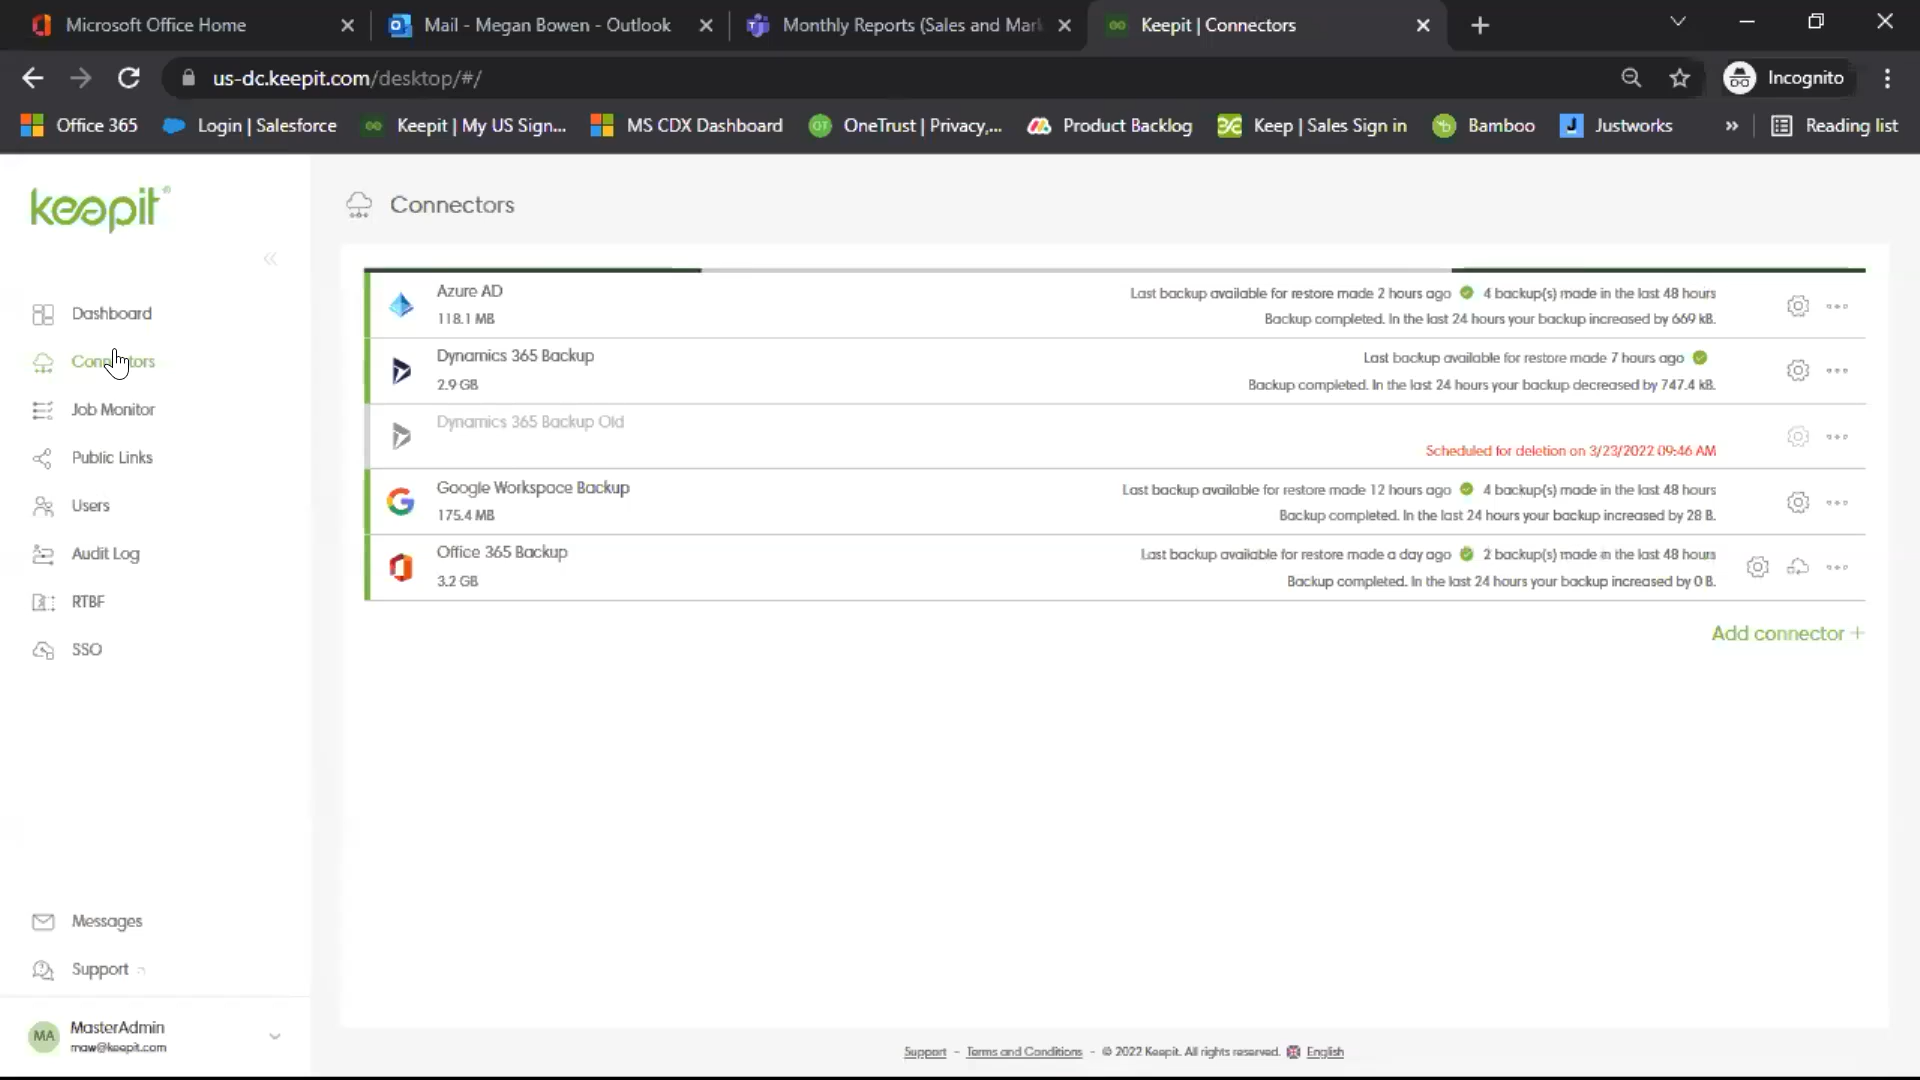 Microsoft Office Home
Mail - Megan Bowen - Outlook
Monthly Reports (Sales and Mar
Keepit | Connectors
us-dc.keepit.com/desktop/#/
Incognito
Office 365
Login | Salesforce
Keepit | My US Sign...
MS CDX Dashboard
OneTrust | Privacy,...
Product Backlog
Keep | Sales Sign in
Bamboo
Justworks
»
Reading list
keepit®
Dashboard
Connectors
Job Monitor
Public Links
Users
Audit Log
RTBF
SSO
Messages
Support
MA
MasterAdmin
maw@keepit.com
Connectors
Azure AD
118.1 MB
Last backup available for restore made 2 hours ago
4 backup(s) made in the last 48 hours
Backup completed. In the last 24 hours your backup increased by 669 kB.
Dynamics 365 Backup
2.9 GB
Last backup available for restore made 7 hours ago
Backup completed. In the last 24 hours your backup decreased by 747.4 kB.
Dynamics 365 Backup Old
Scheduled for deletion on 3/23/2022 09:46 AM
Google Workspace Backup
175.4 MB
Last backup available for restore made 12 hours ago
4 backup(s) made in the last 48 hours
Backup completed. In the last 24 hours your backup increased by 28 B.
Office 365 Backup
3.2 GB
Last backup available for restore made a day ago
2 backup(s) made in the last 48 hours
Backup completed. In the last 24 hours your backup increased by 0 B.
Add connector +
Support - Terms and Conditions - © 2022 Keepit. All rights reserved. English